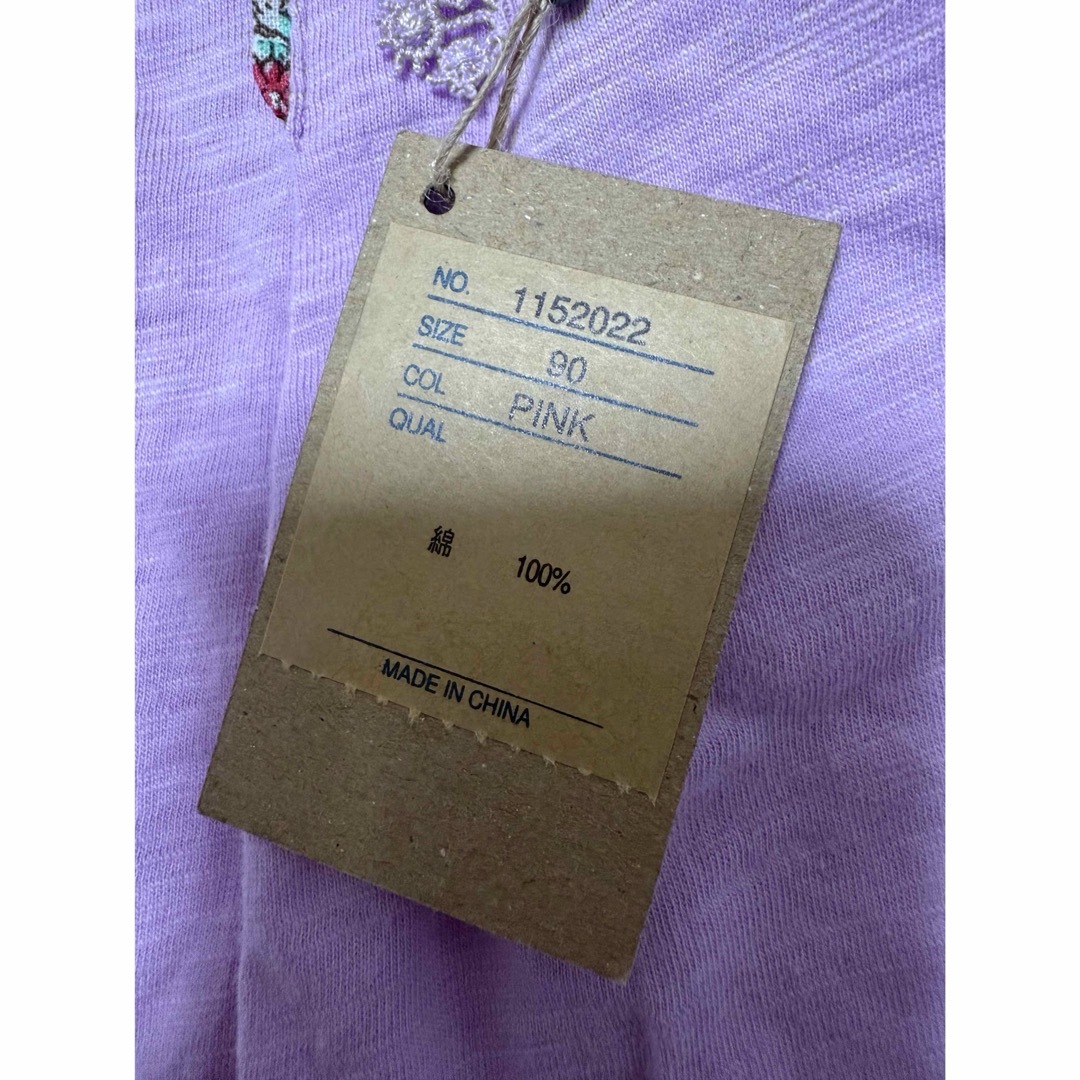 NO. 1152022
SIZE 90
COL PINK
QUAL
綿 100%
MADE IN CHINA